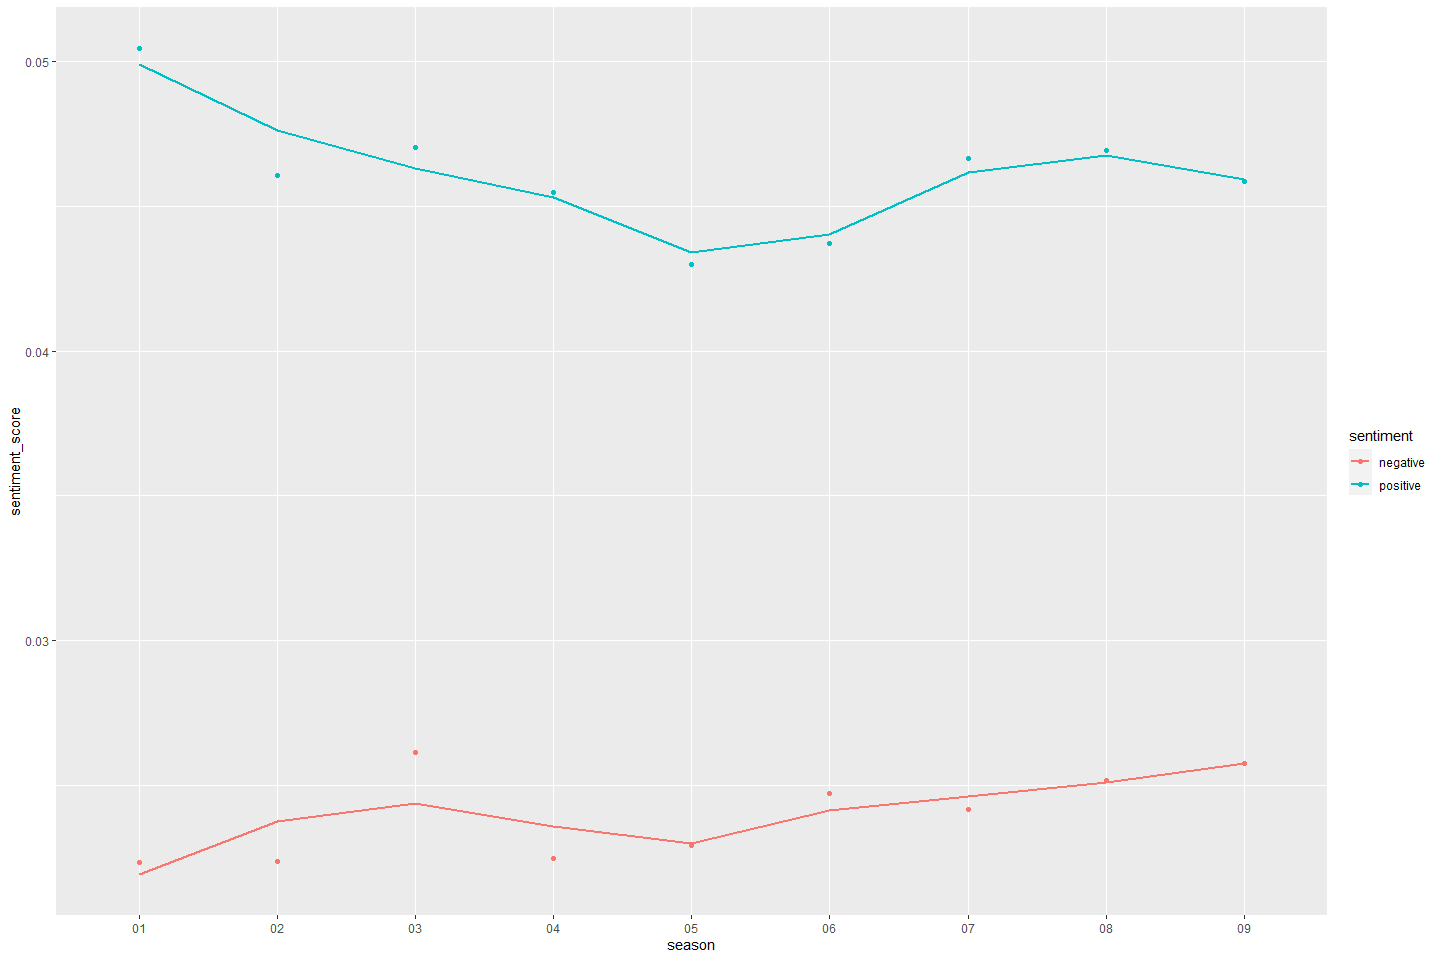 sentiment_score
0.05
0.04
0.03
01 02 03 04 05 06 07 08 09
season
sentiment
negative
positive